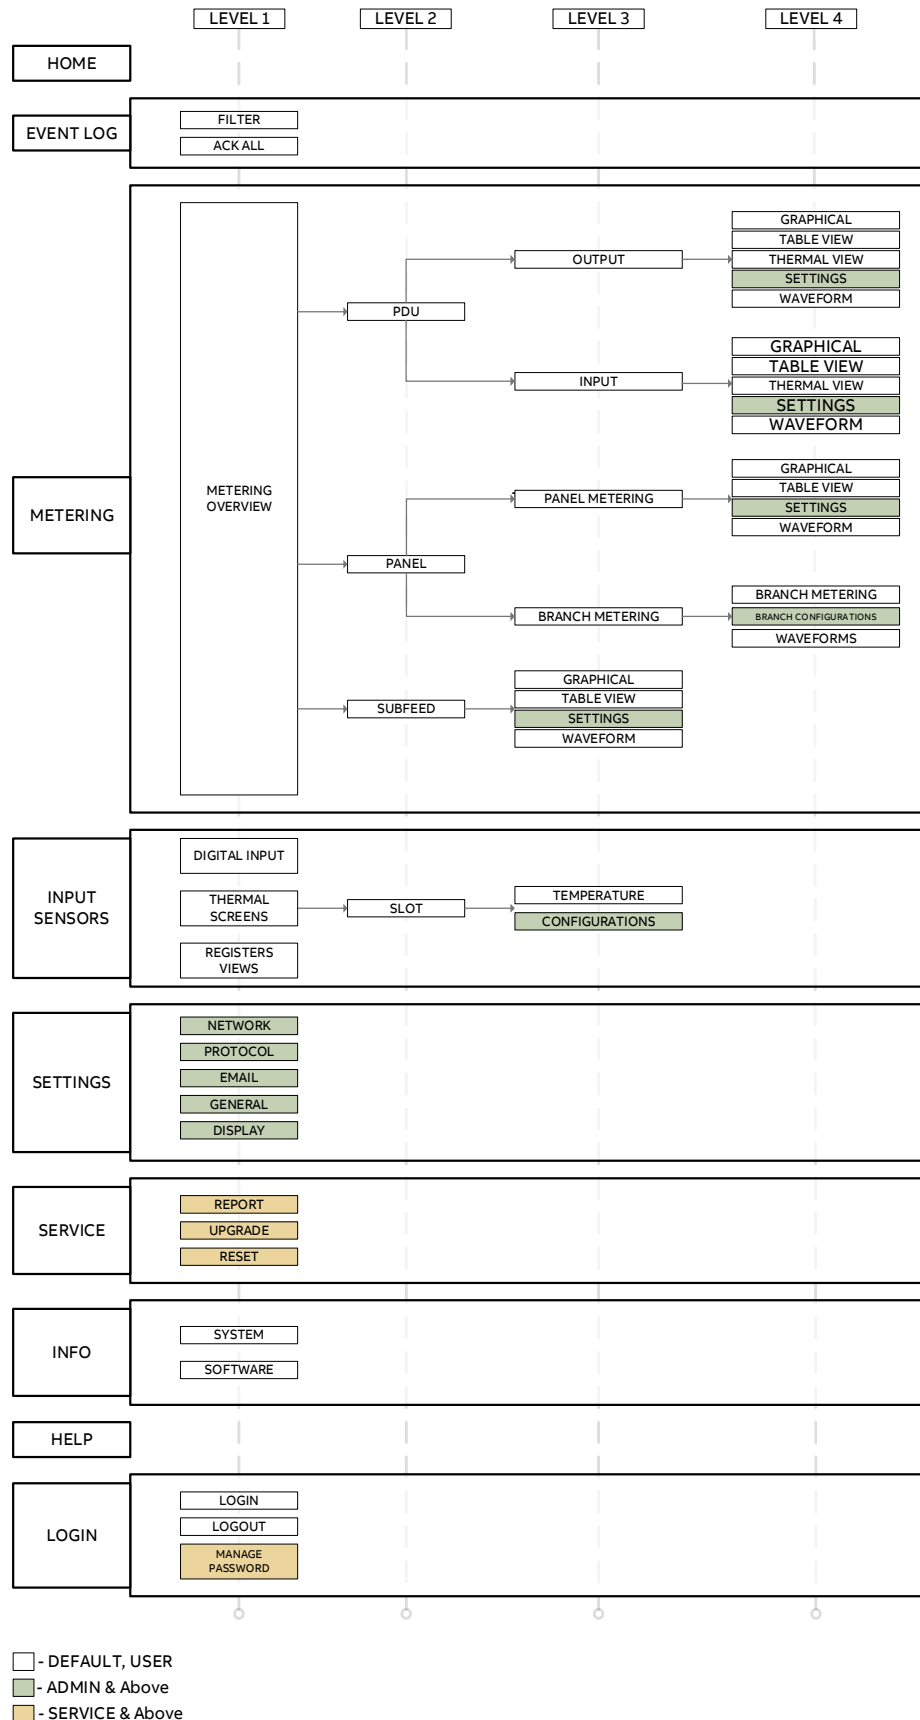 LEVEL 1
LEVEL 2
LEVEL 3
LEVEL 4
HOME
EVENT LOG
FILTER
ACK ALL
METERING
METERING
OVERVIEW
PDU
OUTPUT
GRAPHICAL
TABLE VIEW
THERMAL VIEW
SETTINGS
WAVEFORM
INPUT
GRAPHICAL
TABLE VIEW
THERMAL VIEW
SETTINGS
WAVEFORM
PANEL
PANEL METERING
GRAPHICAL
TABLE VIEW
SETTINGS
WAVEFORM
BRANCH METERING
BRANCH METERING
BRANCH CONFIGURATIONS
WAVEFORMS
SUBFEED
GRAPHICAL
TABLE VIEW
SETTINGS
WAVEFORM
INPUT
SENSORS
DIGITAL INPUT
THERMAL
SCREENS
SLOT
TEMPERATURE
CONFIGURATIONS
REGISTERS
VIEWS
SETTINGS
NETWORK
PROTOCOL
EMAIL
GENERAL
DISPLAY
SERVICE
REPORT
UPGRADE
RESET
INFO
SYSTEM
SOFTWARE
HELP
LOGIN
LOGIN
LOGOUT
MANAGE
PASSWORD
- DEFAULT, USER
- ADMIN & Above
- SERVICE & Above